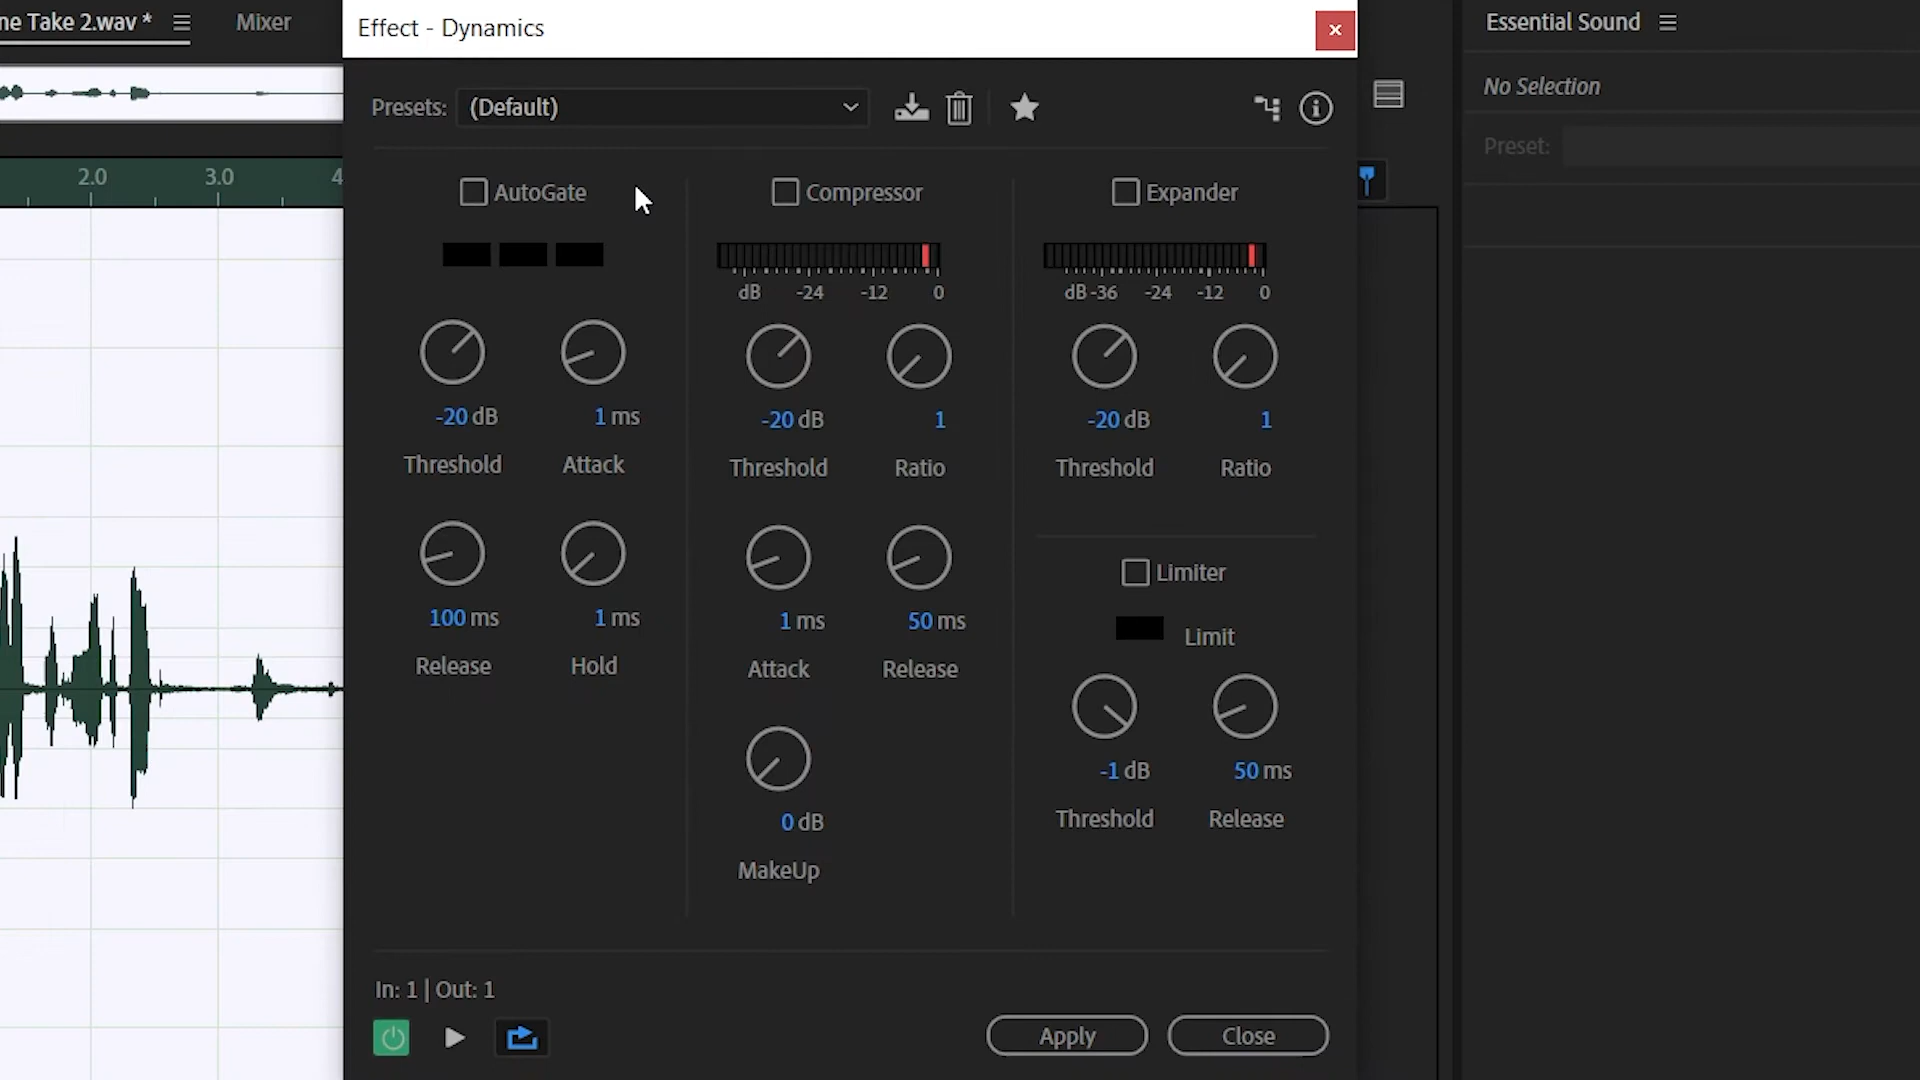 ne Take 2.wav *
Mixer
Effect - Dynamics
Essential Sound
No Selection
Presets: (Default)
Preset:
2.0 3.0 4
AutoGate
Compressor
Expander
dB -24 -12 0
dB -36 -24 -12 0
-20 dB 1 ms
Threshold Attack
-20 dB 1
Threshold Ratio
-20 dB 1
Threshold Ratio
100 ms 1 ms
Release Hold
1 ms 50 ms
Attack Release
Limiter
Limit
-1 dB 50 ms
Threshold Release
0 dB
MakeUp
In: 1 | Out: 1
Apply
Close